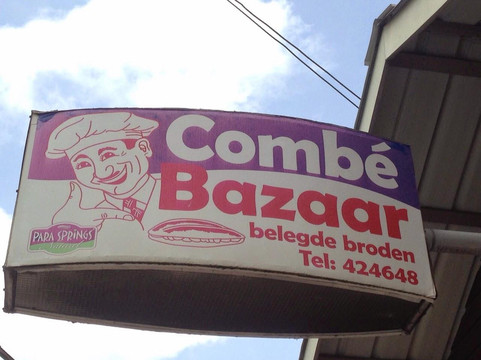 Combé
Bazaar
belegde broden
Tel: 424648
PARA SPRINGS